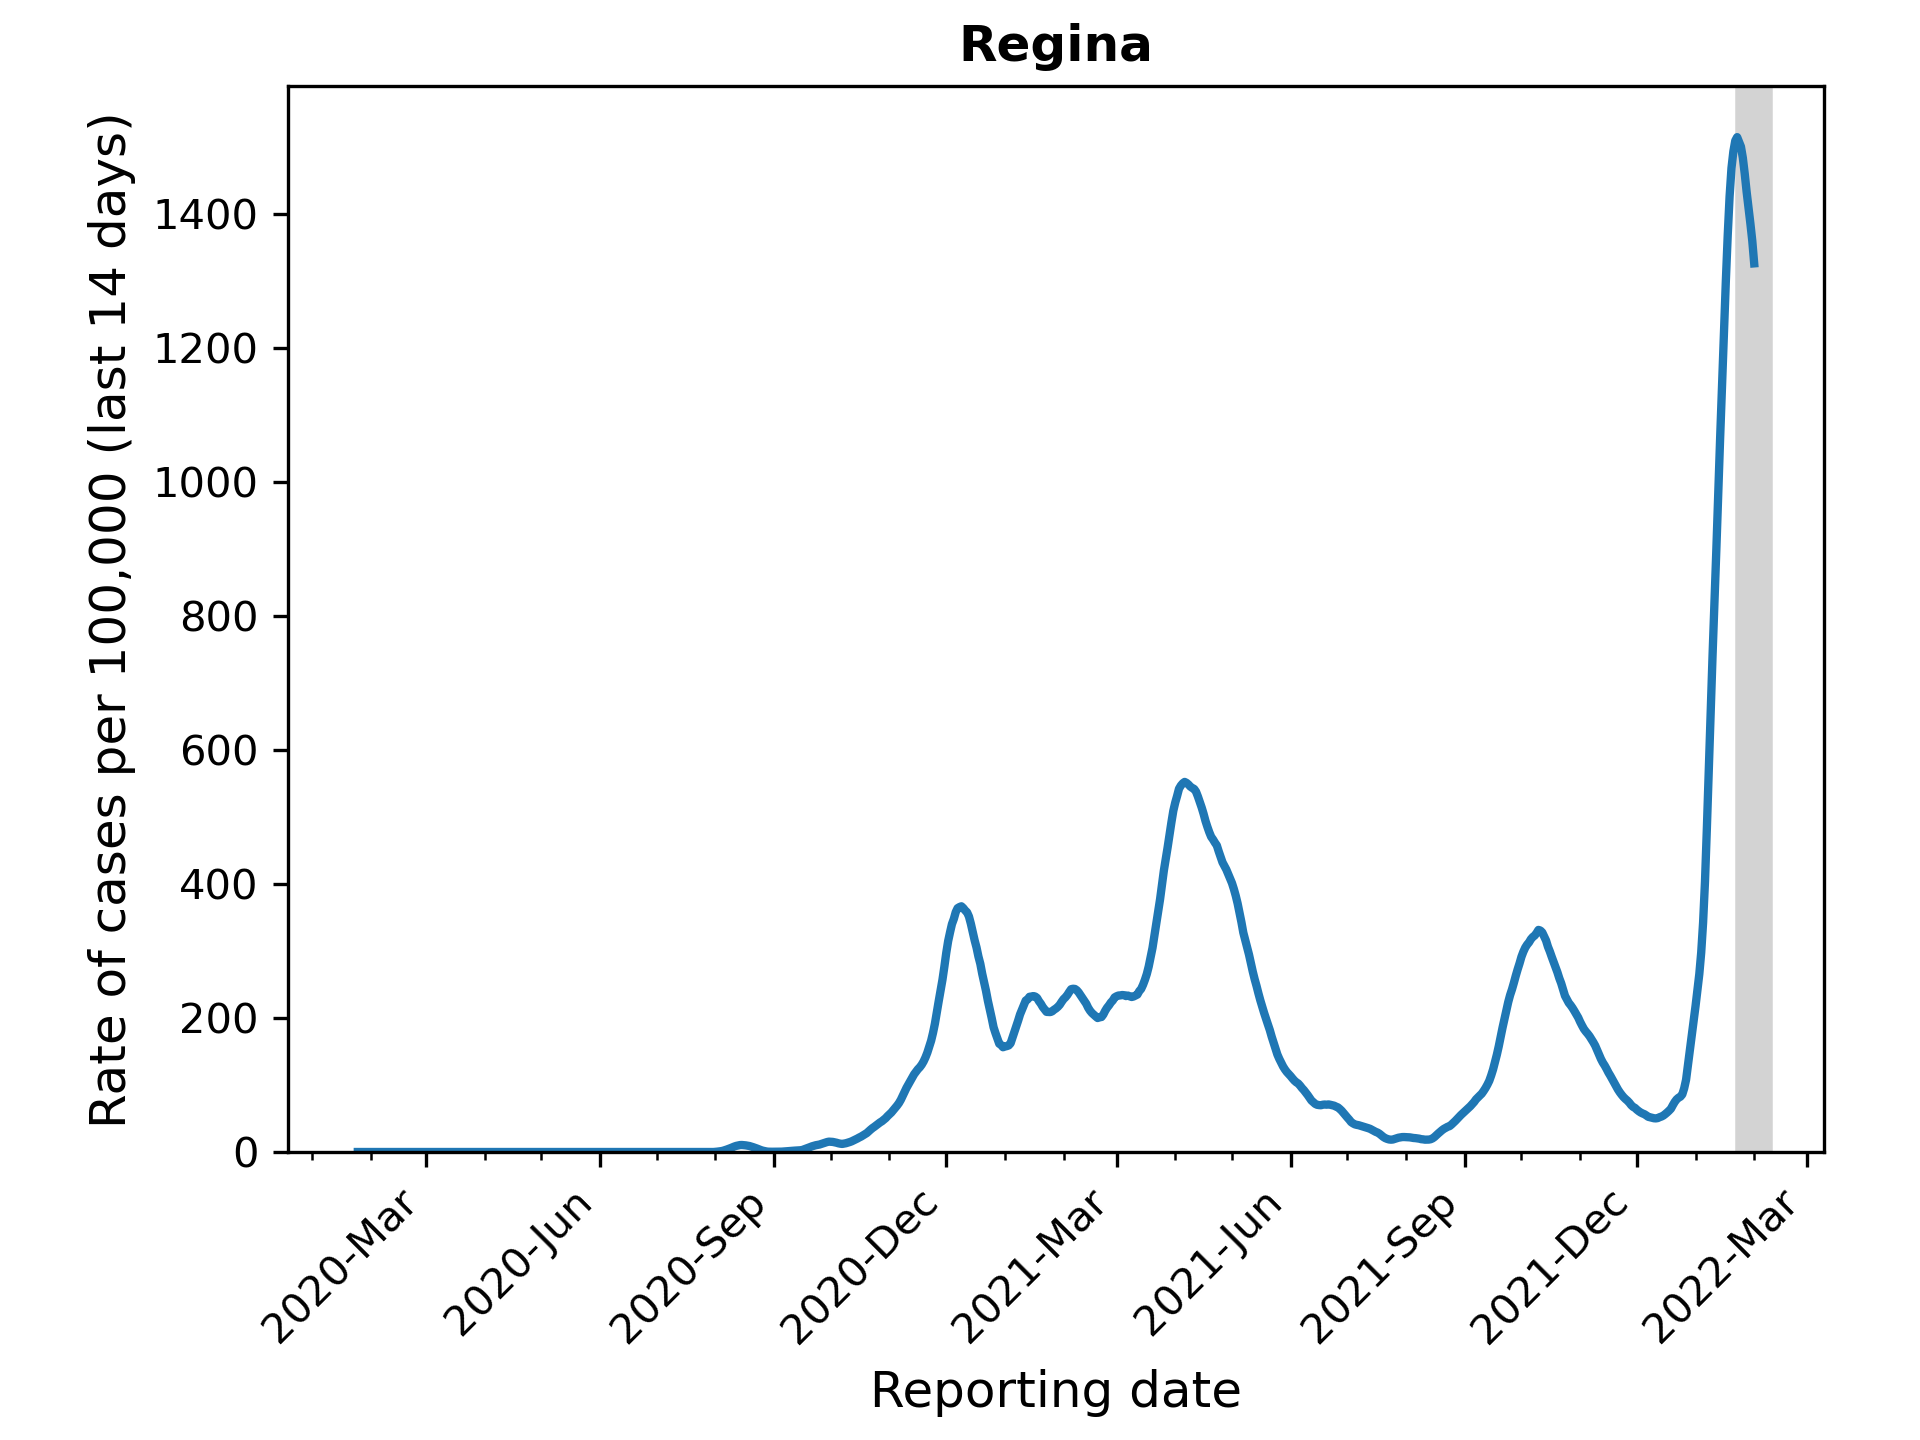 Regina
Rate of cases per 100,000 (last 14 days)
1400
1200
1000
800
600
400
200
0
2020-Mar
2020-Jun
2020-Sep
2020-Dec
2021-Mar
2021-Jun
2021-Sep
2021-Dec
2022-Mar
Reporting date